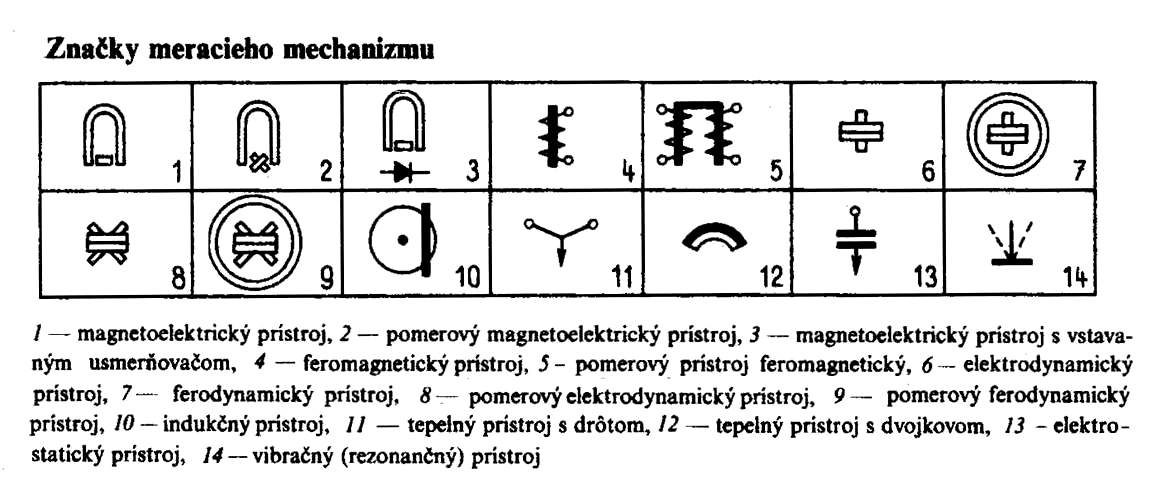 Značky meracieho mechanizmu
1 2 3 4 5 6 7
8 9 10 11 12 13 14
1 — magnetoelektrický prístroj, 2 — pomerový magnetoelektrický prístroj, 3 — magnetoelektrický prístroj s vstava-
ným usmerňovačom, 4 — feromagnetický prístroj, 5 - pomerový prístroj feromagnetický, 6 — elektrodynamický
prístroj, 7 — ferodynamický prístroj, 8 — pomerový elektrodynamický prístroj, 9 — pomerový ferodynamický
prístroj, 10 — indukčný prístroj, 11 — tepelný prístroj s drôtom, 12 — tepelný prístroj s dvojkovom, 13 - elektro-
statický prístroj, 14 — vibračný (rezonančný) prístroj